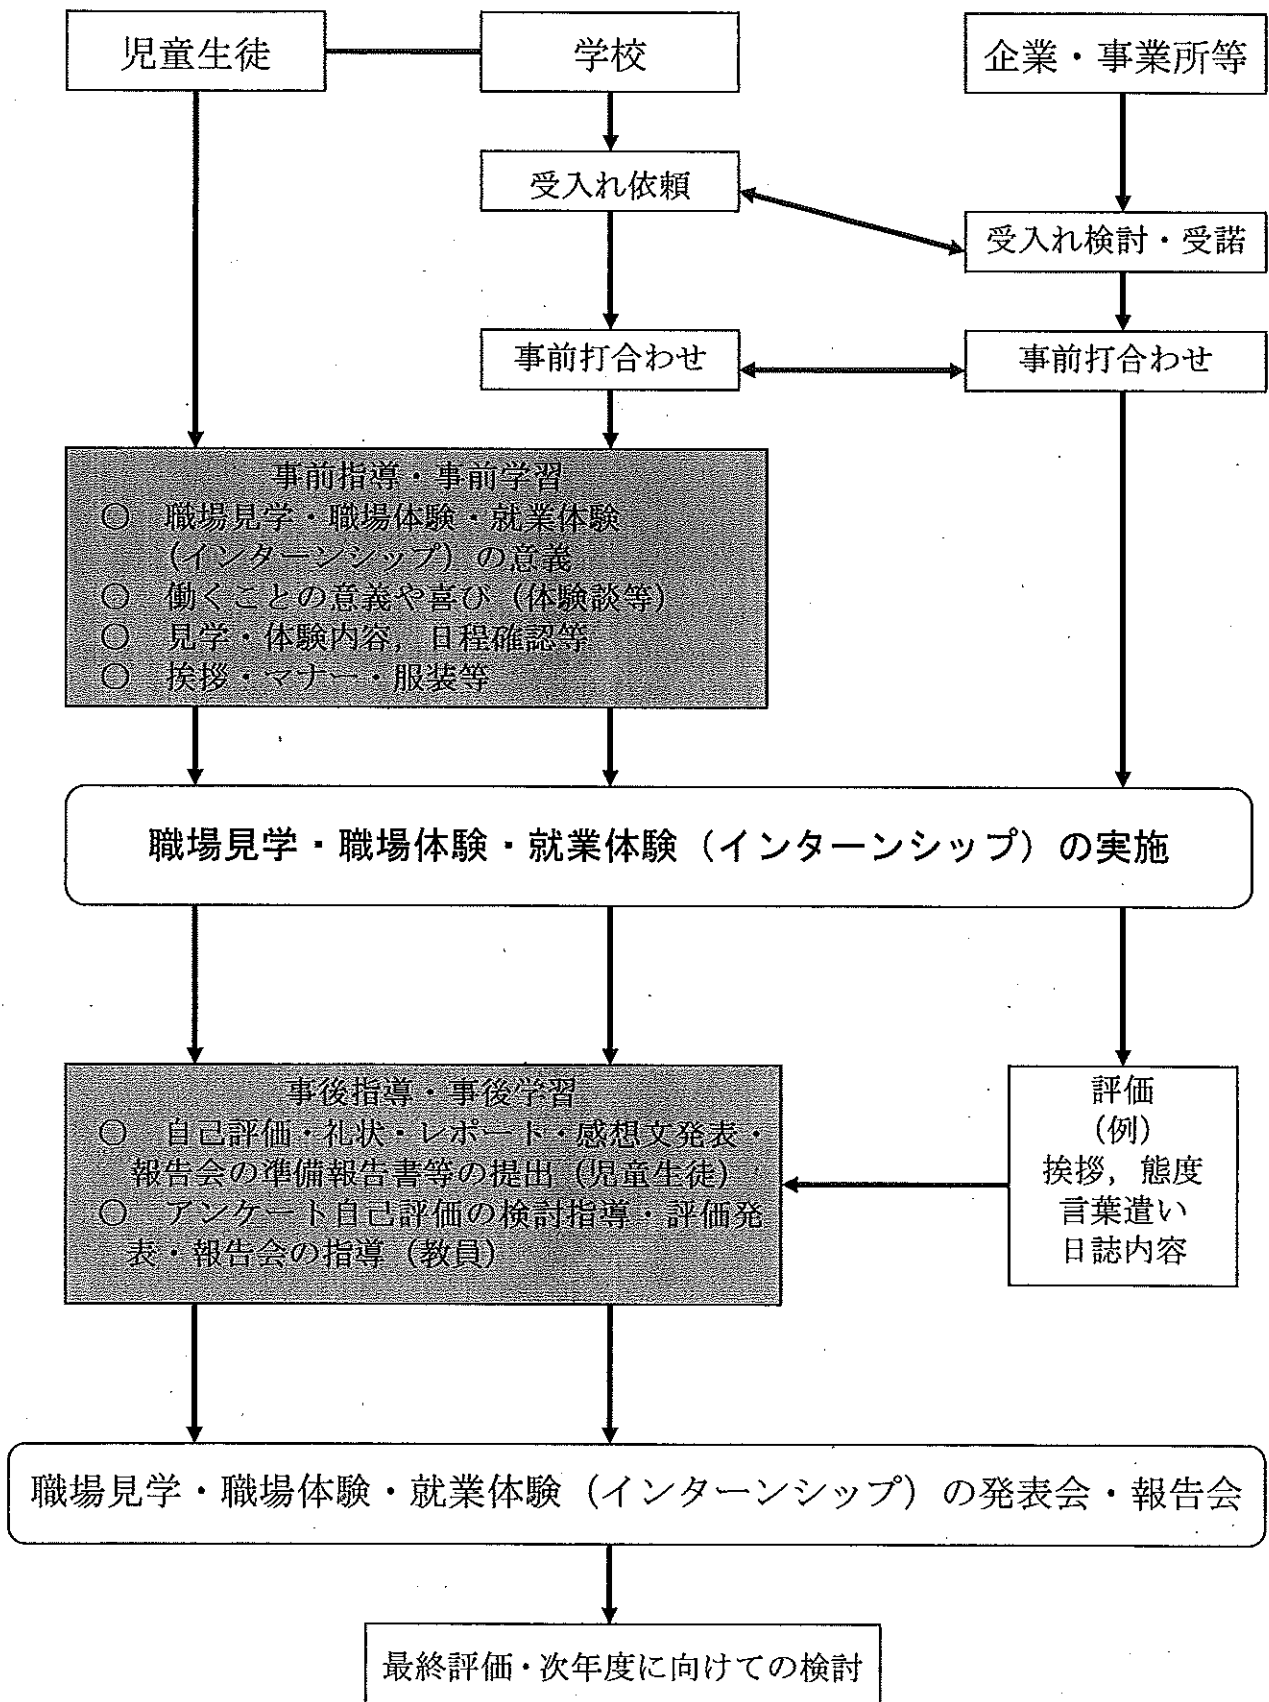 児童生徒
学校
企業・事業所等
受入れ依頼
受入れ検討・受諾
事前打合わせ
事前打合わせ
事前指導・事前学習
○ 職場見学・職場体験・就業体験
(インターンシップ)の意義
○ 働くことの意義や喜び(体験談等)
○ 見学・体験内容,日程確認等
○ 挨拶・マナー・服装等
職場見学・職場体験・就業体験(インターンシップ)の実施
事後指導・事後学習
○ 自己評価・礼状・レポート・感想文発表・
報告会の準備報告書等の提出(児童生徒)
○ アンケート自己評価の検討指導・評価発
表・報告会の指導(教員)
評価
(例)
挨拶,態度
言葉遣い
日誌内容
職場見学・職場体験・就業体験(インターンシップ)の発表会・報告会
最終評価・次年度に向けての検討